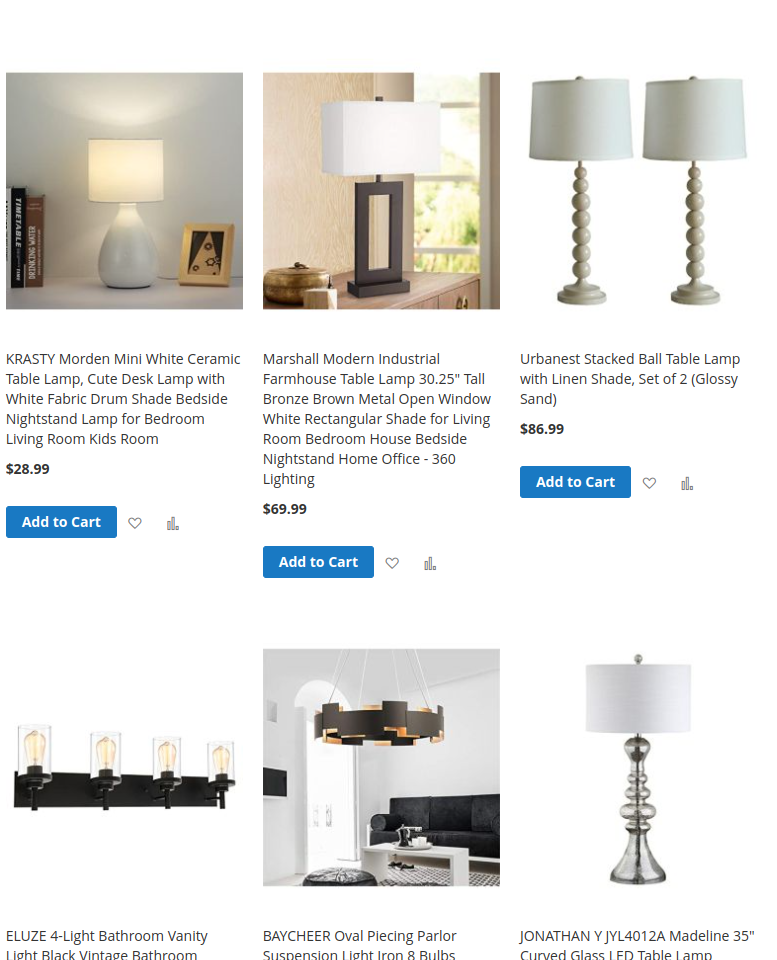 TIMETABLE
DRINKING WATER
KRASTY Morden Mini White Ceramic
Table Lamp, Cute Desk Lamp with
White Fabric Drum Shade Bedside
Nightstand Lamp for Bedroom
Living Room Kids Room
$28.99
Add to Cart
Marshall Modern Industrial
Farmhouse Table Lamp 30.25" Tall
Bronze Brown Metal Open Window
White Rectangular Shade for Living
Room Bedroom House Bedside
Nightstand Home Office - 360
Lighting
$69.99
Add to Cart
Urbanest Stacked Ball Table Lamp
with Linen Shade, Set of 2 (Glossy
Sand)
$86.99
Add to Cart
ELUZE 4-Light Bathroom Vanity
Light Black Vintage Bathroom
BAYCHEER Oval Piecing Parlor
Suspension Light Iron 8 Bulbs
JONATHAN Y JYL4012A Madeline 35"
Curved Glass LED Table Lamp